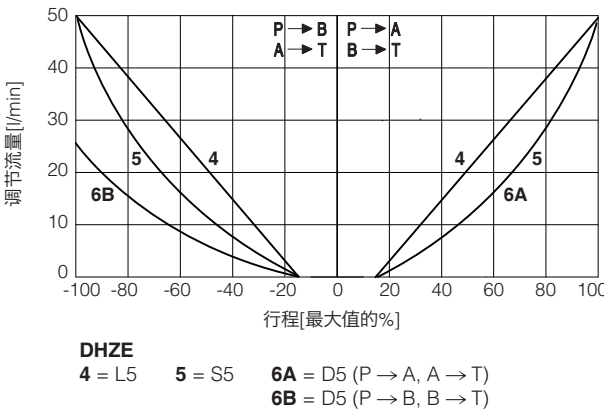 50
P → B P → A
A → T B → T
40
30
20
10
0
调节流量[l/min]
4
5
6B
4
5
6A
-100 -80 -60 -40 -20 0 20 40 60 80 100
行程[最大值的%]
DHZE
4 = L5 5 = S5 6A = D5 (P → A, A → T)
6B = D5 (P → B, B → T)